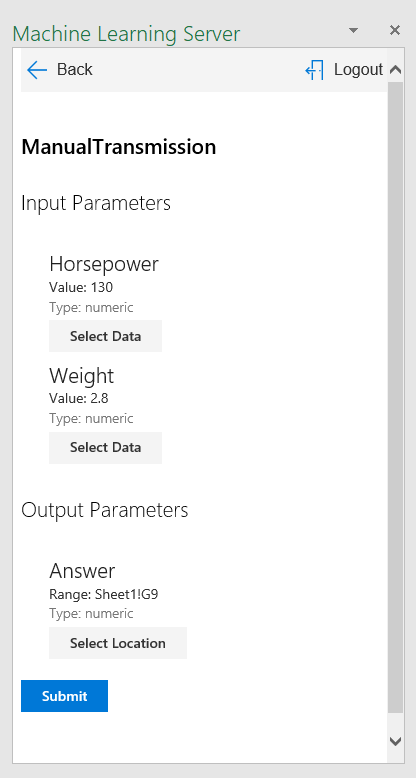 Machine Learning Server
Back
Logout
ManualTransmission
Input Parameters
Horsepower
Value: 130
Type: numeric
Select Data
Weight
Value: 2.8
Type: numeric
Select Data
Output Parameters
Answer
Range: Sheet1!G9
Type: numeric
Select Location
Submit